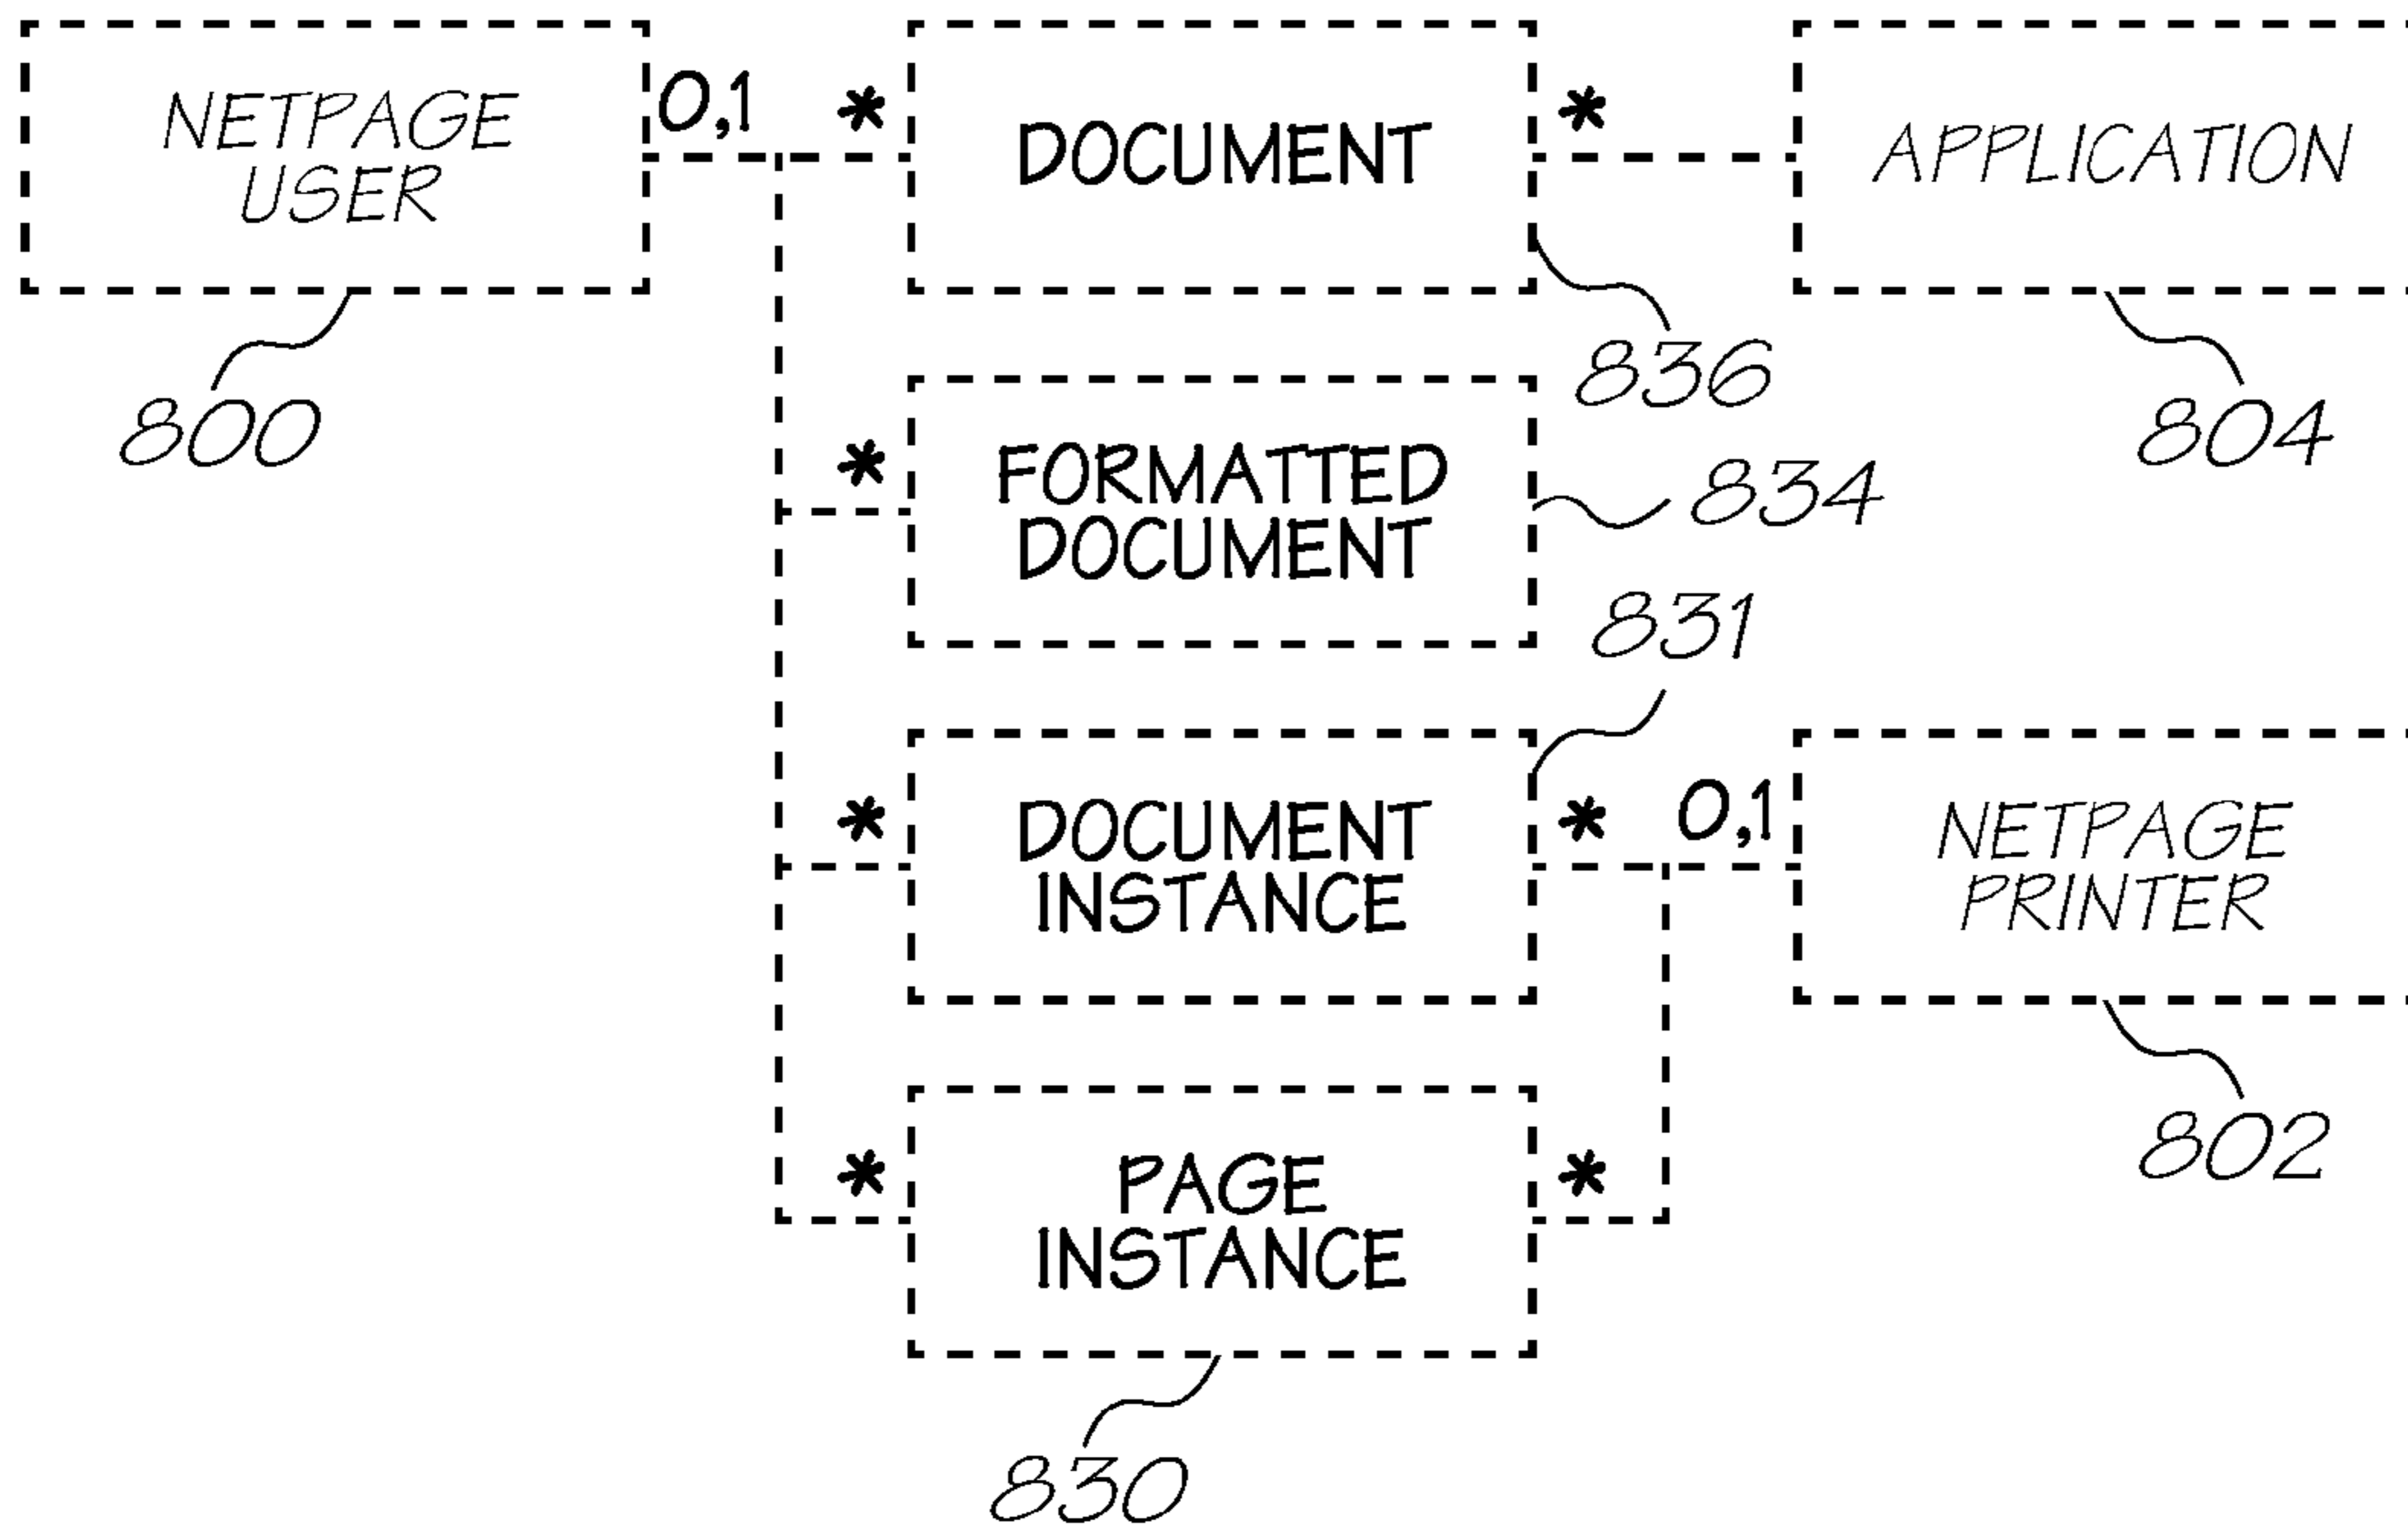 NETPAGE
USER
0,1
*
DOCUMENT
*
APPLICATION
800
836
804
*
FORMATTED
DOCUMENT
834
831
*
DOCUMENT
INSTANCE
*
0,1
NETPAGE
PRINTER
802
*
PAGE
INSTANCE
*
830